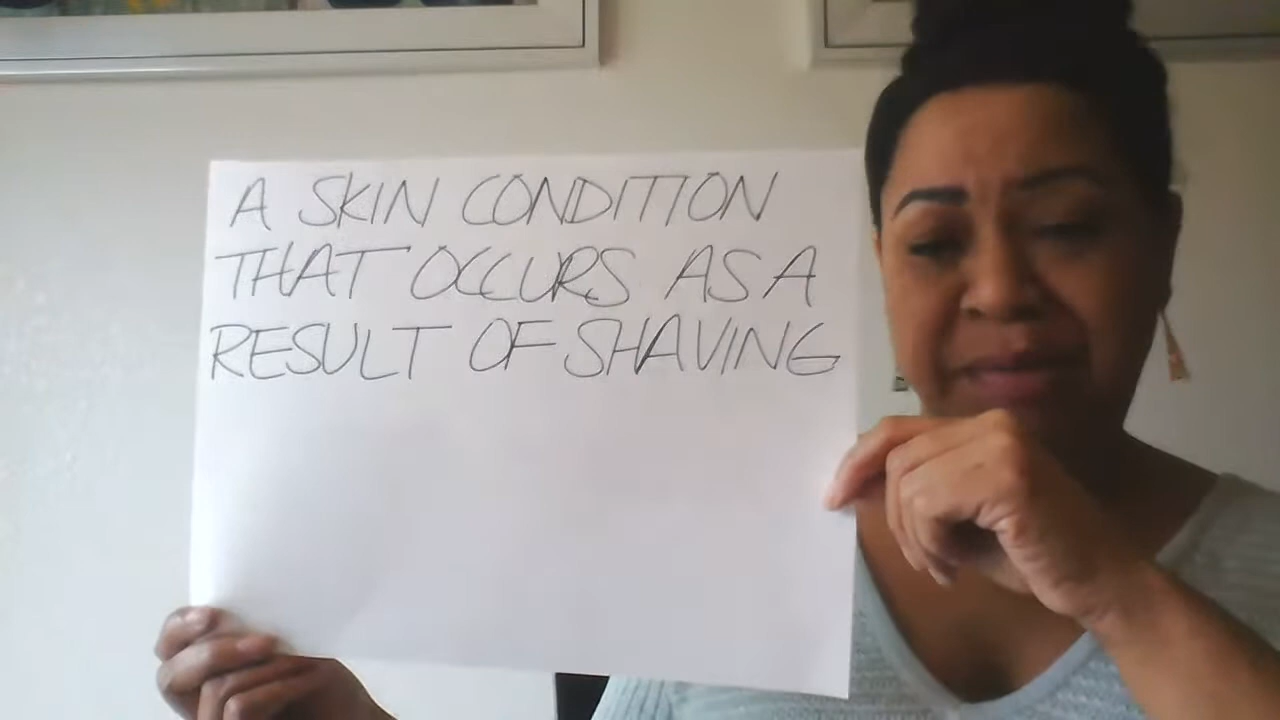 A SKIN CONDITION
THAT OCCURS AS A
RESULT OF SHAVING